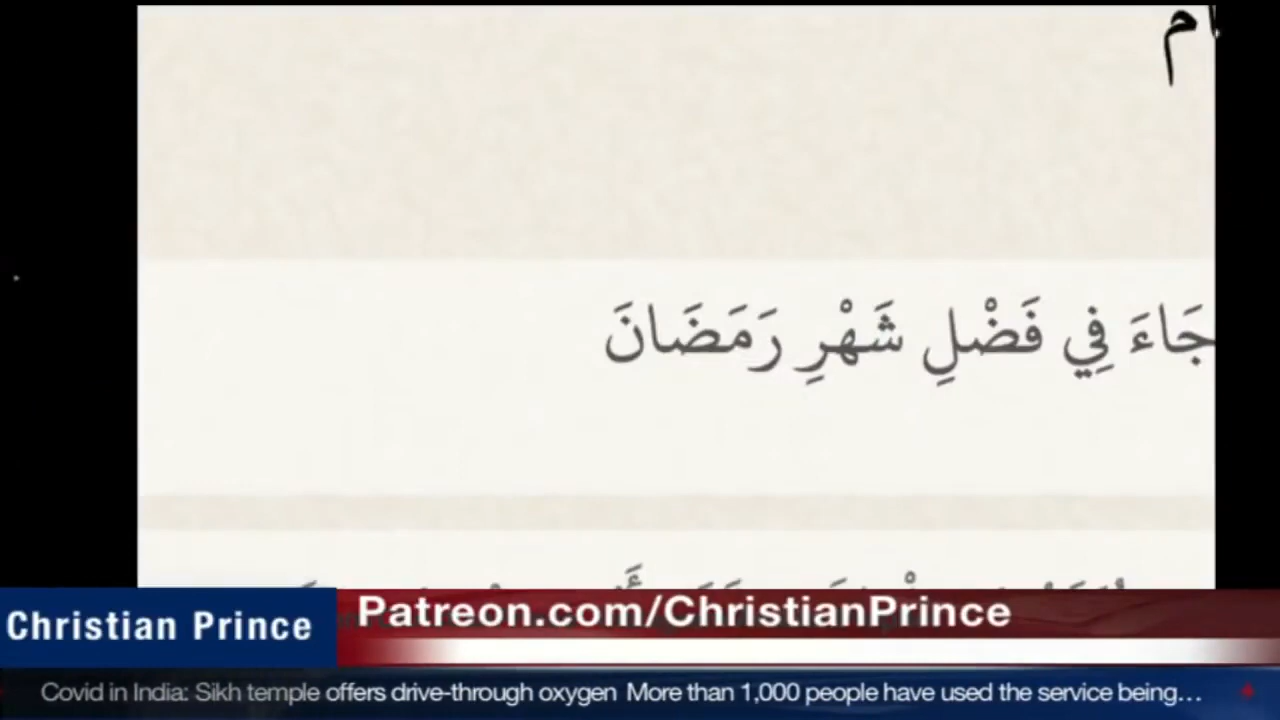 جَاءَ فِي فَضْلِ شَهْرِ رَمَضَانَ
Christian Prince
Patreon.com/ChristianPrince
Covid in India: Sikh temple offers drive-through oxygen More than 1,000 people have used the service being…